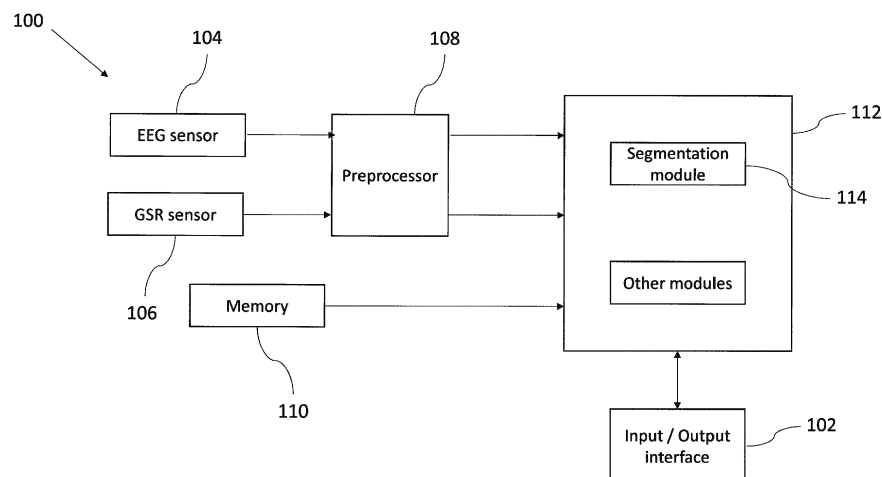 100
104
108
EEG sensor
Preprocessor
112
Segmentation
module
114
GSR sensor
106
Memory
110
Other modules
Input / Output
interface
102